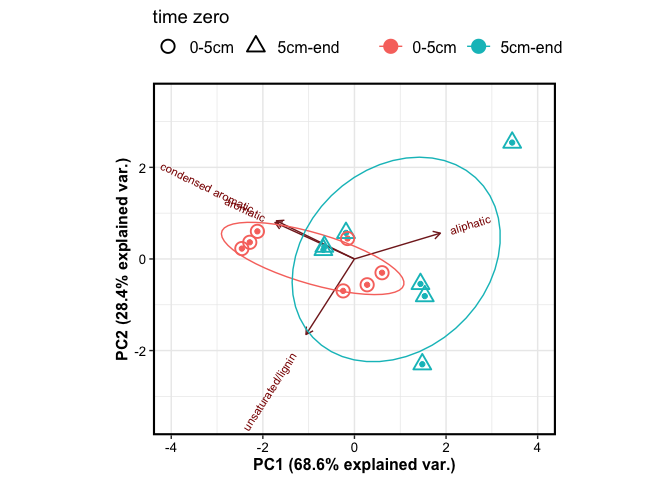 time zero
0-5cm 5cm-end 0-5cm 5cm-end
condensed aromatic
aromatic
aliphatic
unsaturated/lignin
PC2 (28.4% explained var.)
2
0
-2
-4 -2 0 2 4
PC1 (68.6% explained var.)